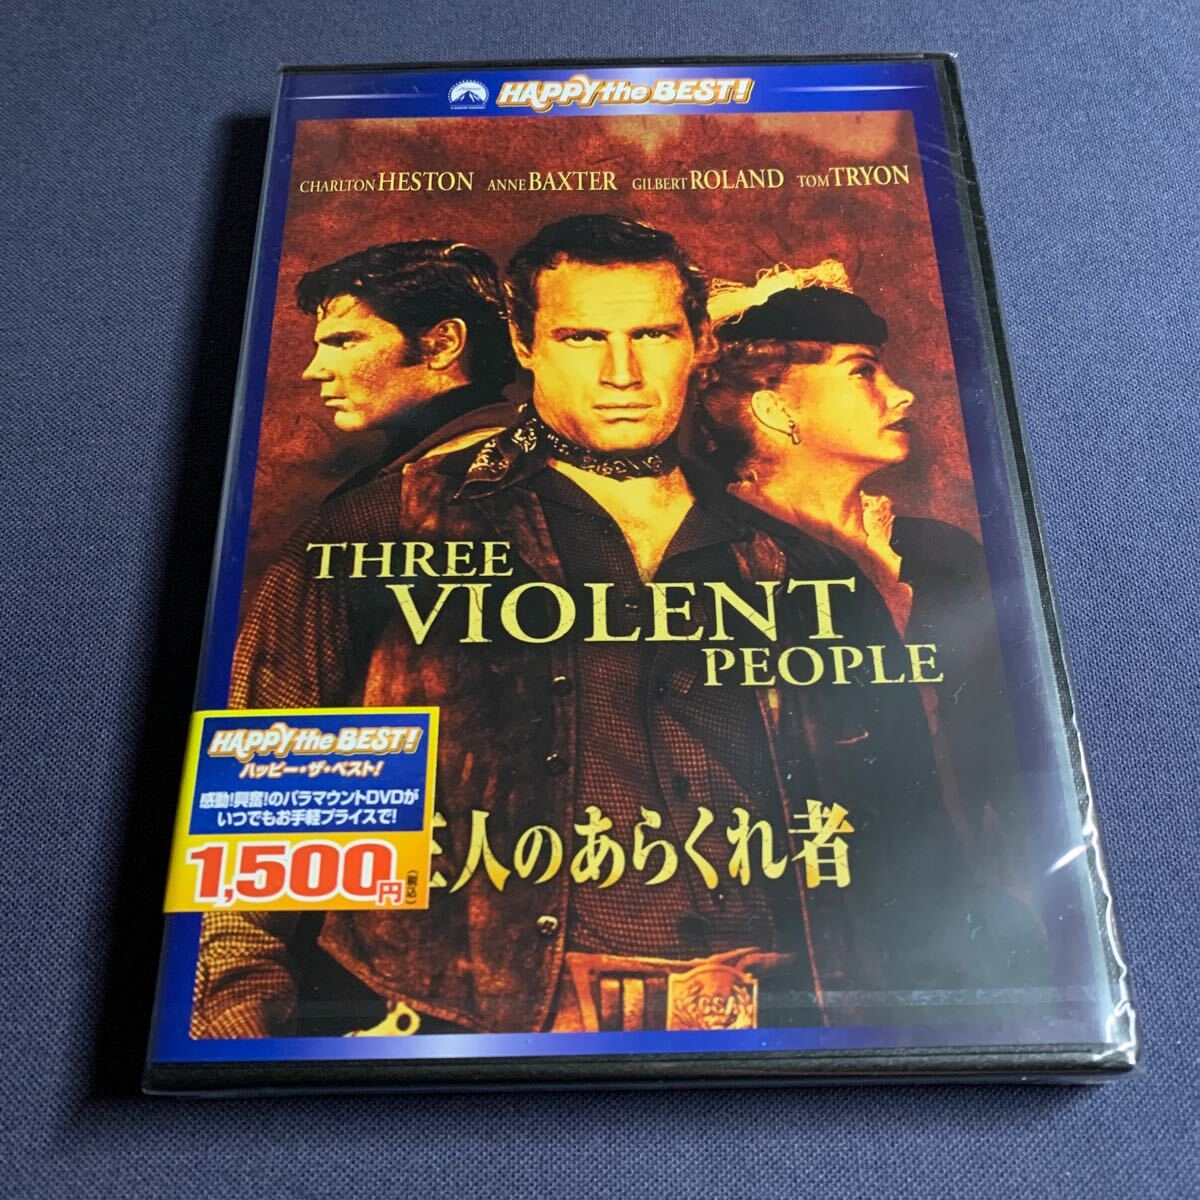 HAPPY the BEST!
CHARLTON HESTON ANNE BAXTER GILBERT ROLAND TOM TRYON
THREE
VIOLENT
PEOPLE
人のあらくれ者
HAPPY the BEST!
ハッピー・ザ・ベスト!
感動!興奮!のパラマウントDVDが
いつでもお手軽プライスで!
1,500円(税込)
CSA